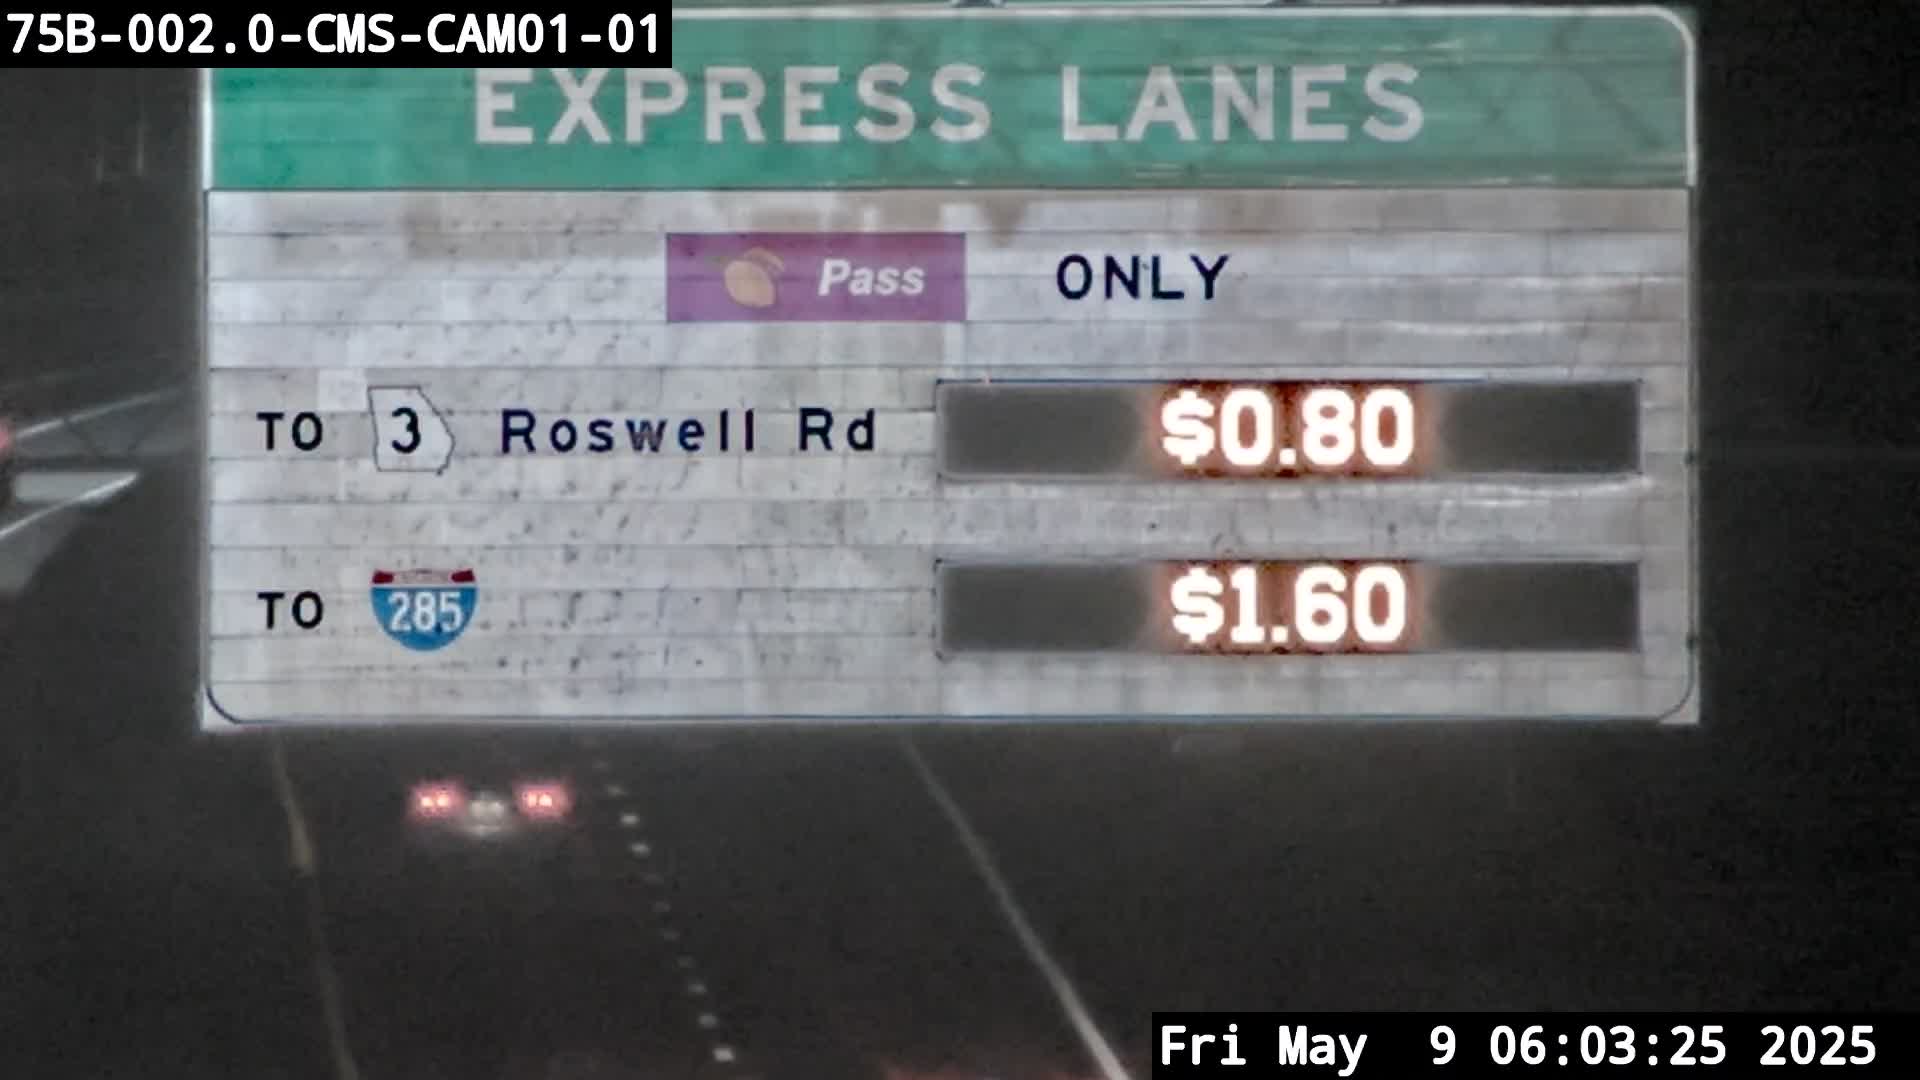 75B-002.0-CMS-CAM01-01
EXPRESS LANES
Pass ONLY
TO 3 Roswell Rd $0.80
TO 285 $1.60
Fri May 9 06:03:25 2025